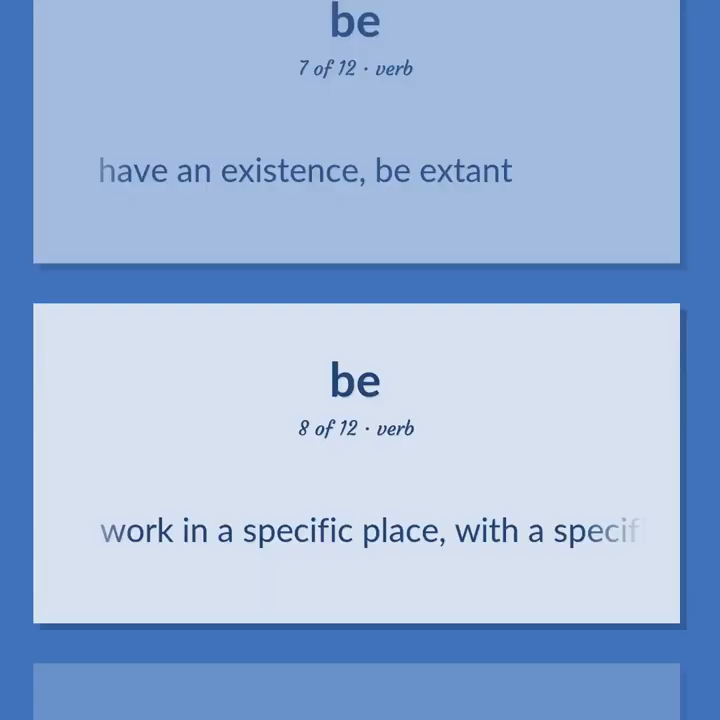 be
7 of 12 · verb
have an existence, be extant
be
8 of 12 · verb
work in a specific place, with a specif